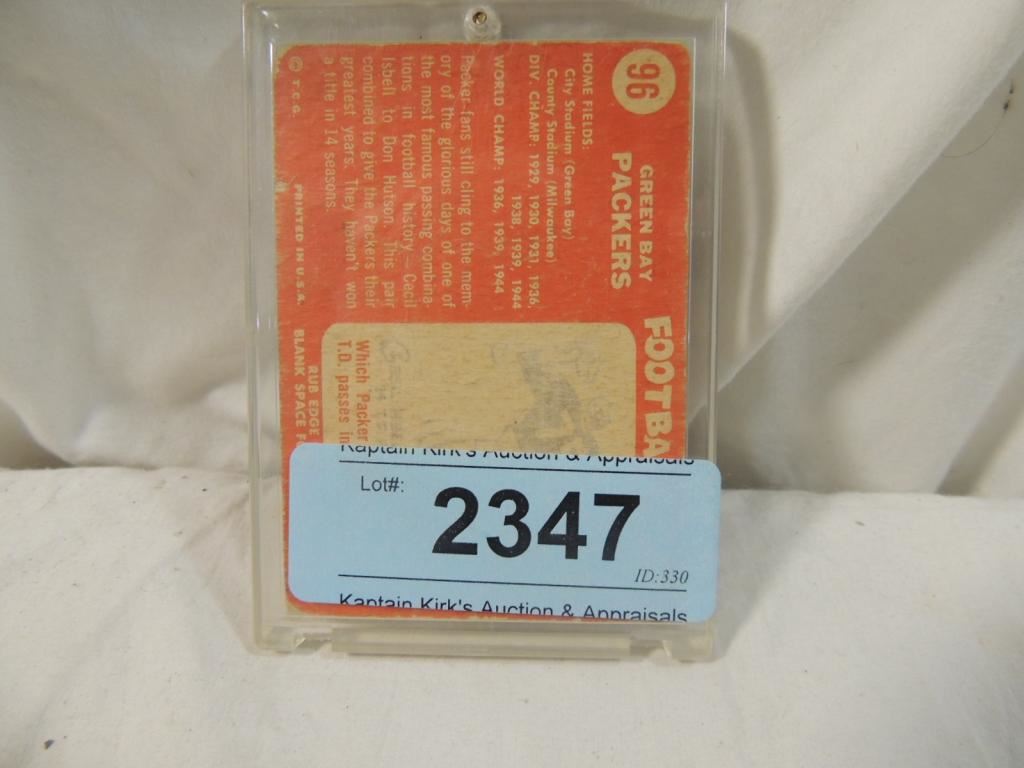 96
GREEN BAY
PACKERS
HOME FIELDS:
City Stadium (Green Bay)
County Stadium (Milwaukee)
DIV. CHAMP: 1929, 1930, 1931, 1936,
1938, 1939, 1944
WORLD CHAMP: 1936, 1939, 1944
Packer fans still cling to the mem-
ory of the glorious days of one of
the most famous passing combina-
tions in football history — Cecil
Isbell to Don Hutson. This pair
combined to give the Packers their
greatest years. They haven't won
a title in 14 seasons.
© T.C.G. PRINTED IN U.S.A.
FOOTBA
Which Packer
T.D. passes in
RUB EDGE
BLANK SPACE F
Kaptain Kirk's Auction & Appraisals
Lot#: 2347
ID:330
Kaptain Kirk's Auction & Appraisals